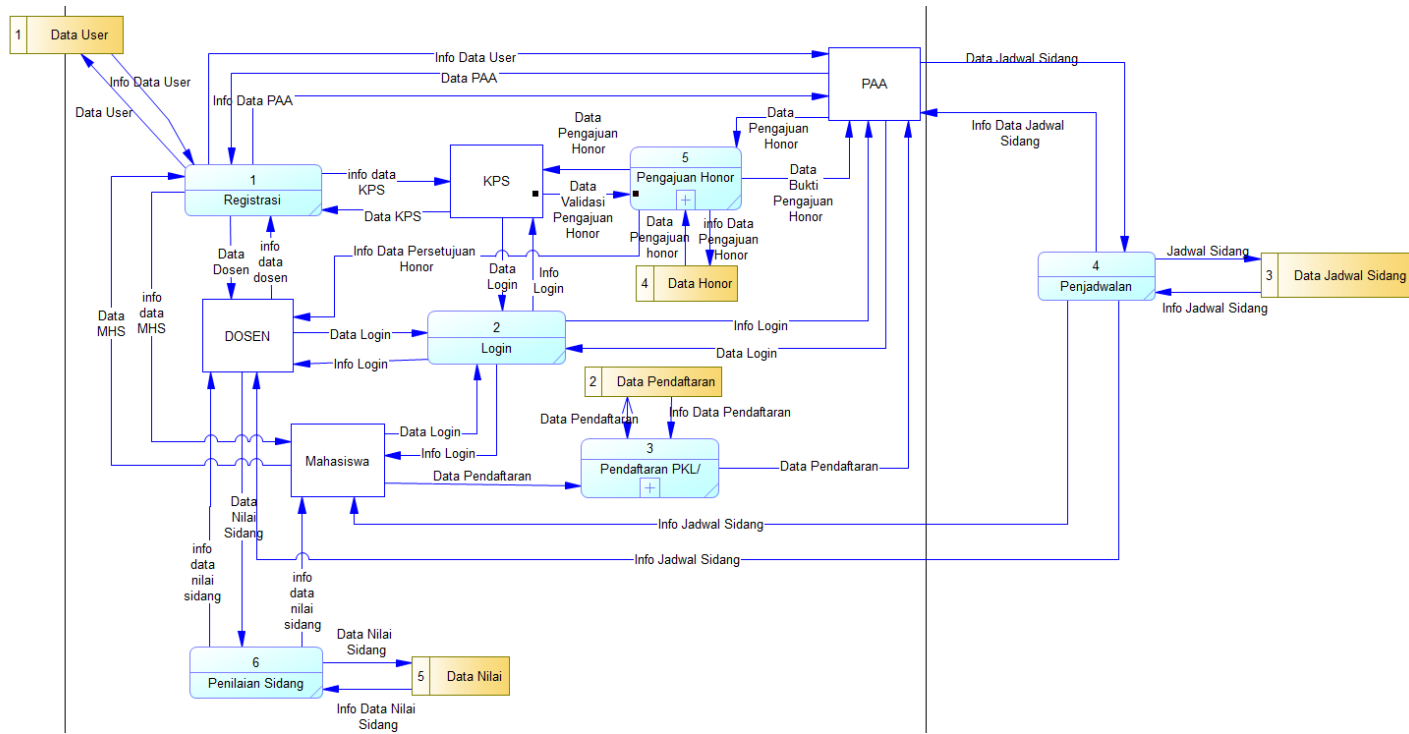 1 Data User
Info Data User
Data User
Info Data User
Data PAA
Info Data PAA
PAA
Data Jadwal Sidang
Info Data Jadwal
Sidang
Data
Pengajuan
Honor
Data
Pengajuan
Honor
1
Registrasi
info data
KPS
Data KPS
KPS
Data
Validasi
Pengajuan
Honor
5
Pengajuan Honor
Data
Bukti
Pengajuan
Honor
Data
Pengajuan
honor
info Data
Pengajuan
Honor
4 Data Honor
Data
Dosen
info
data
dosen
Info Data Persetujuan
Honor
Data
Login
Info
Login
4
Penjadwalan
Jadwal Sidang
Info Jadwal Sidang
3 Data Jadwal Sidang
Data
MHS
info
data
MHS
DOSEN
Data Login
Info Login
2
Login
Info Login
Data Login
2 Data Pendaftaran
Data Pendaftaran
Info Data Pendaftaran
Mahasiswa
Data Login
Info Login
Data Pendaftaran
3
Pendaftaran PKL/
Data Pendaftaran
Data
Nilai
Sidang
Info Jadwal Sidang
Info Jadwal Sidang
info
data
nilai
sidang
info
data
nilai
sidang
6
Penilaian Sidang
Data Nilai
Sidang
Info Data Nilai
Sidang
5 Data Nilai